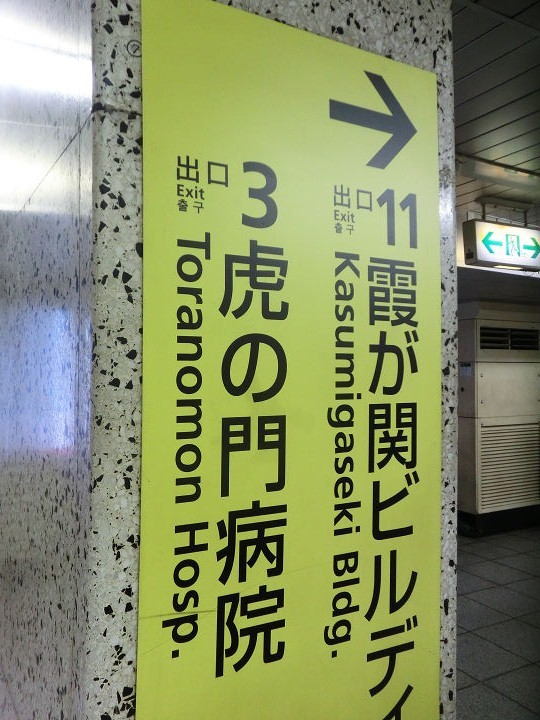 出口
Exit
출구
11
霞が関ビルディ
Kasumigaseki Bldg.
出口
Exit
출구
3
虎の門病院
Toranomon Hosp.